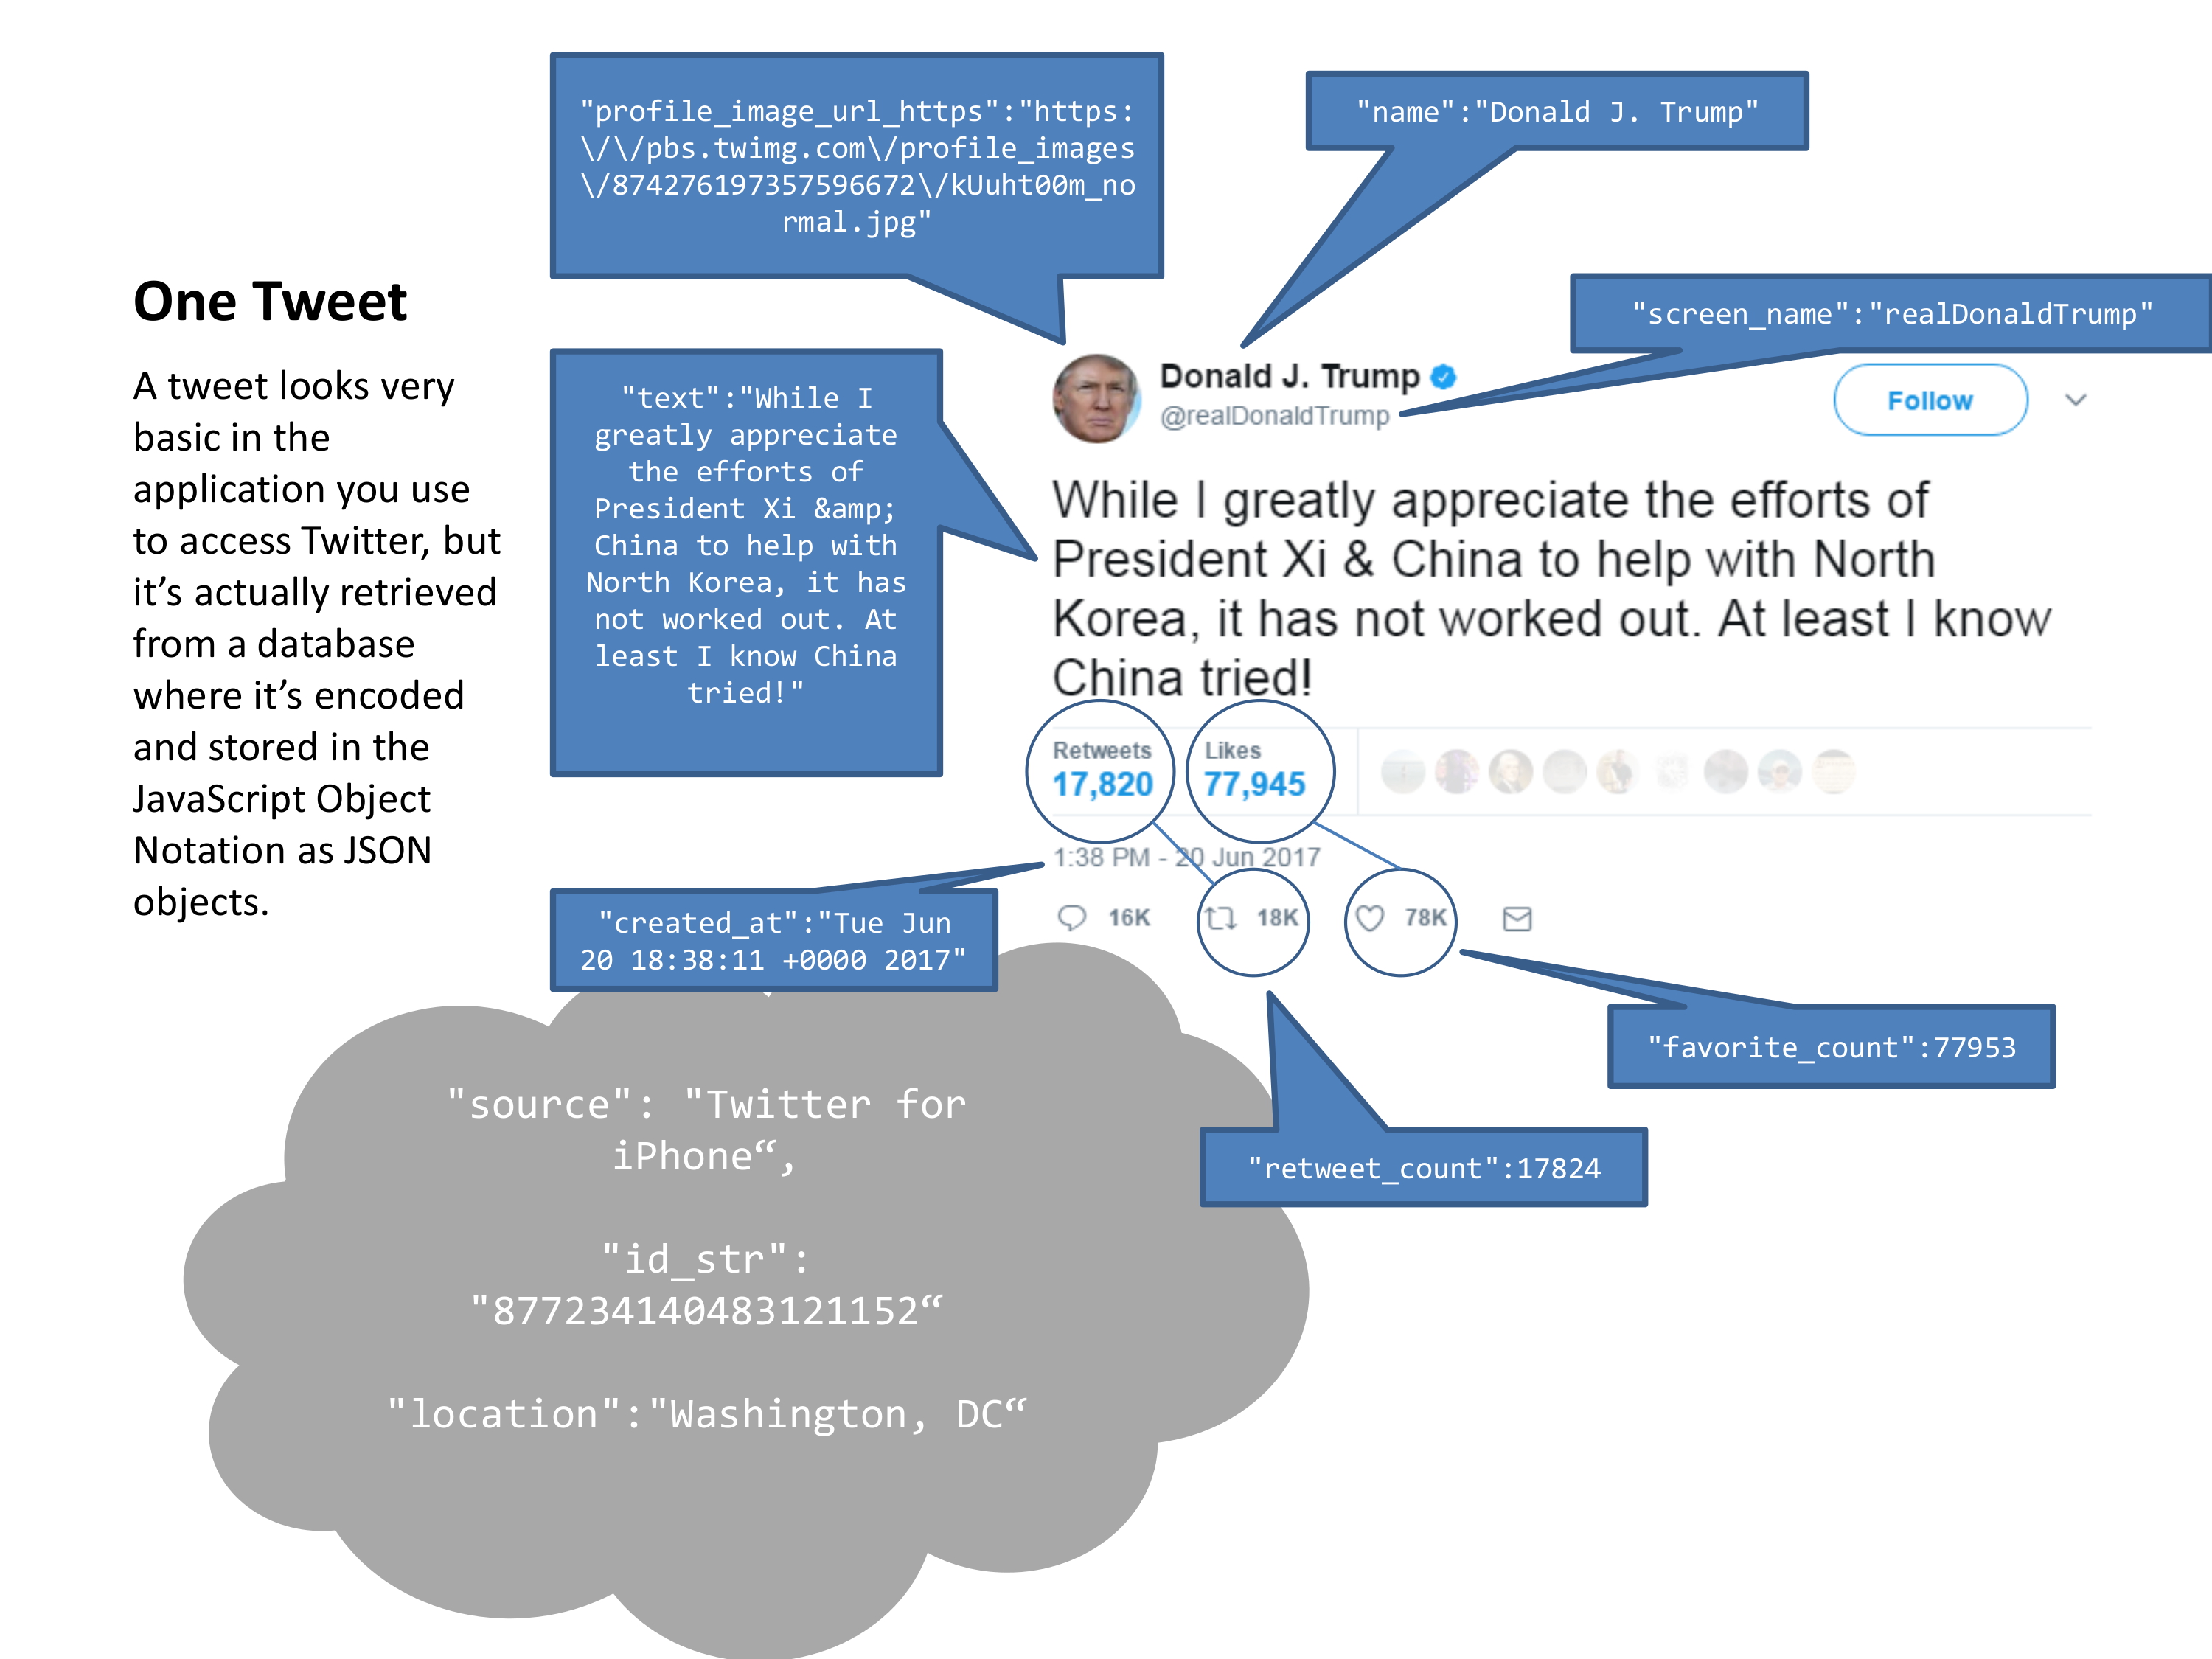 One Tweet
A tweet looks very
basic in the
application you use
to access Twitter, but
it’s actually retrieved
from a database
where it’s encoded
and stored in the
JavaScript Object
Notation as JSON
objects.
"profile_image_url_https":"https:
\/\/pbs.twimg.com\/profile_images
\/874276197357596672\/kUuht00m_no
rmal.jpg"
"name":"Donald J. Trump"
"screen_name":"realDonaldTrump"
"text":"While I
greatly appreciate
the efforts of
President Xi &amp;
China to help with
North Korea, it has
not worked out. At
least I know China
tried!"
Donald J. Trump
@realDonaldTrump
Follow
While I greatly appreciate the efforts of
President Xi & China to help with North
Korea, it has not worked out. At least I know
China tried!
Retweets Likes
17,820 77,945
1:38 PM - 20 Jun 2017
16K 18K 78K
"created_at":"Tue Jun
20 18:38:11 +0000 2017"
"favorite_count":77953
"retweet_count":17824
"source": "Twitter for
iPhone“,
"id_str":
"877234140483121152“
"location":"Washington, DC“